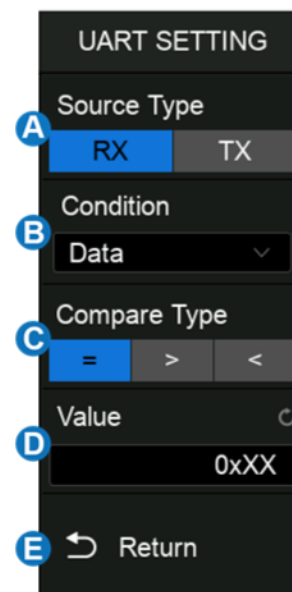 UART SETTING
Source Type
A
RX TX
Condition
B
Data
Compare Type
C
= > <
Value
D
0xXX
E Return